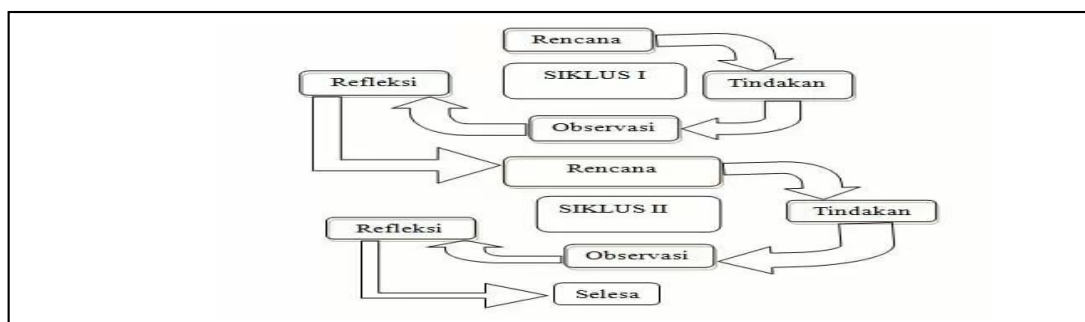 Rencana
SIKLUS I
Refleksi
Tindakan
Observasi
Rencana
SIKLUS II
Tindakan
Refleksi
Observasi
Selesa